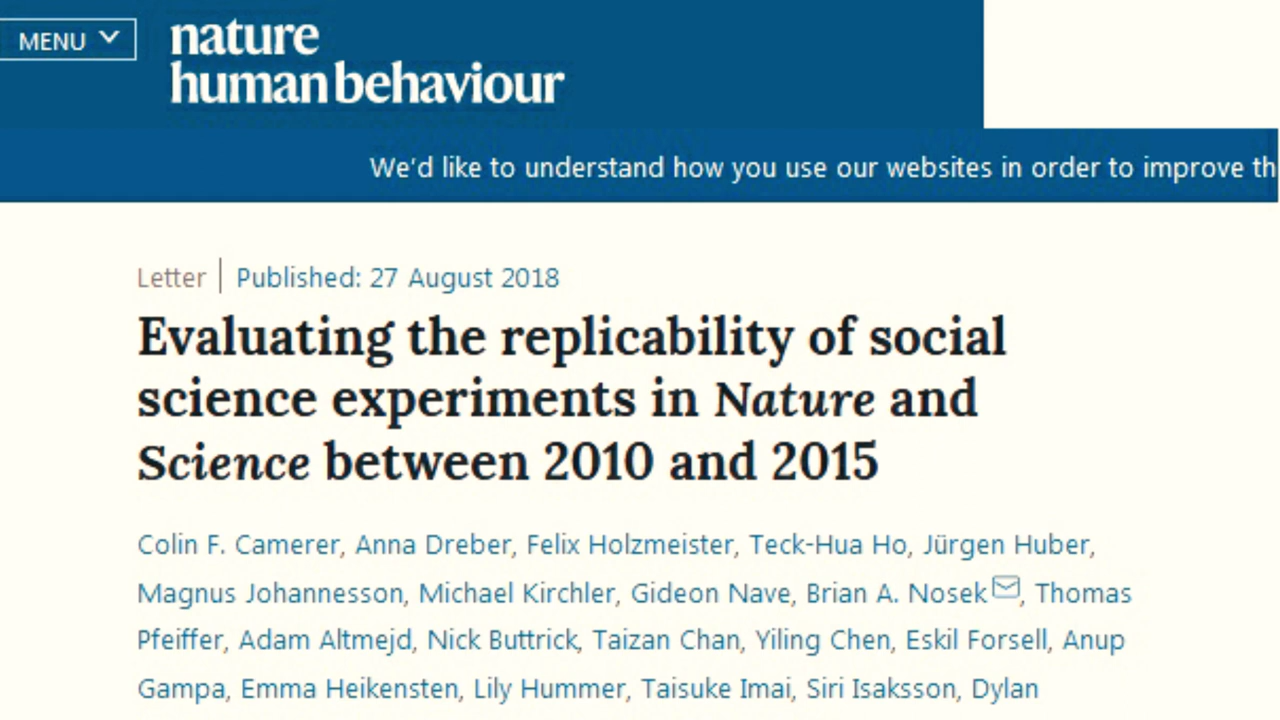 MENU
nature
human behaviour
We'd like to understand how you use our websites in order to improve th
Letter | Published: 27 August 2018
Evaluating the replicability of social
science experiments in Nature and
Science between 2010 and 2015
Colin F. Camerer, Anna Dreber, Felix Holzmeister, Teck-Hua Ho, Jürgen Huber,
Magnus Johannesson, Michael Kirchler, Gideon Nave, Brian A. Nosek, Thomas
Pfeiffer, Adam Altmejd, Nick Buttrick, Taizan Chan, Yiling Chen, Eskil Forsell, Anup
Gampa, Emma Heikensten, Lily Hummer, Taisuke Imai, Siri Isaksson, Dylan